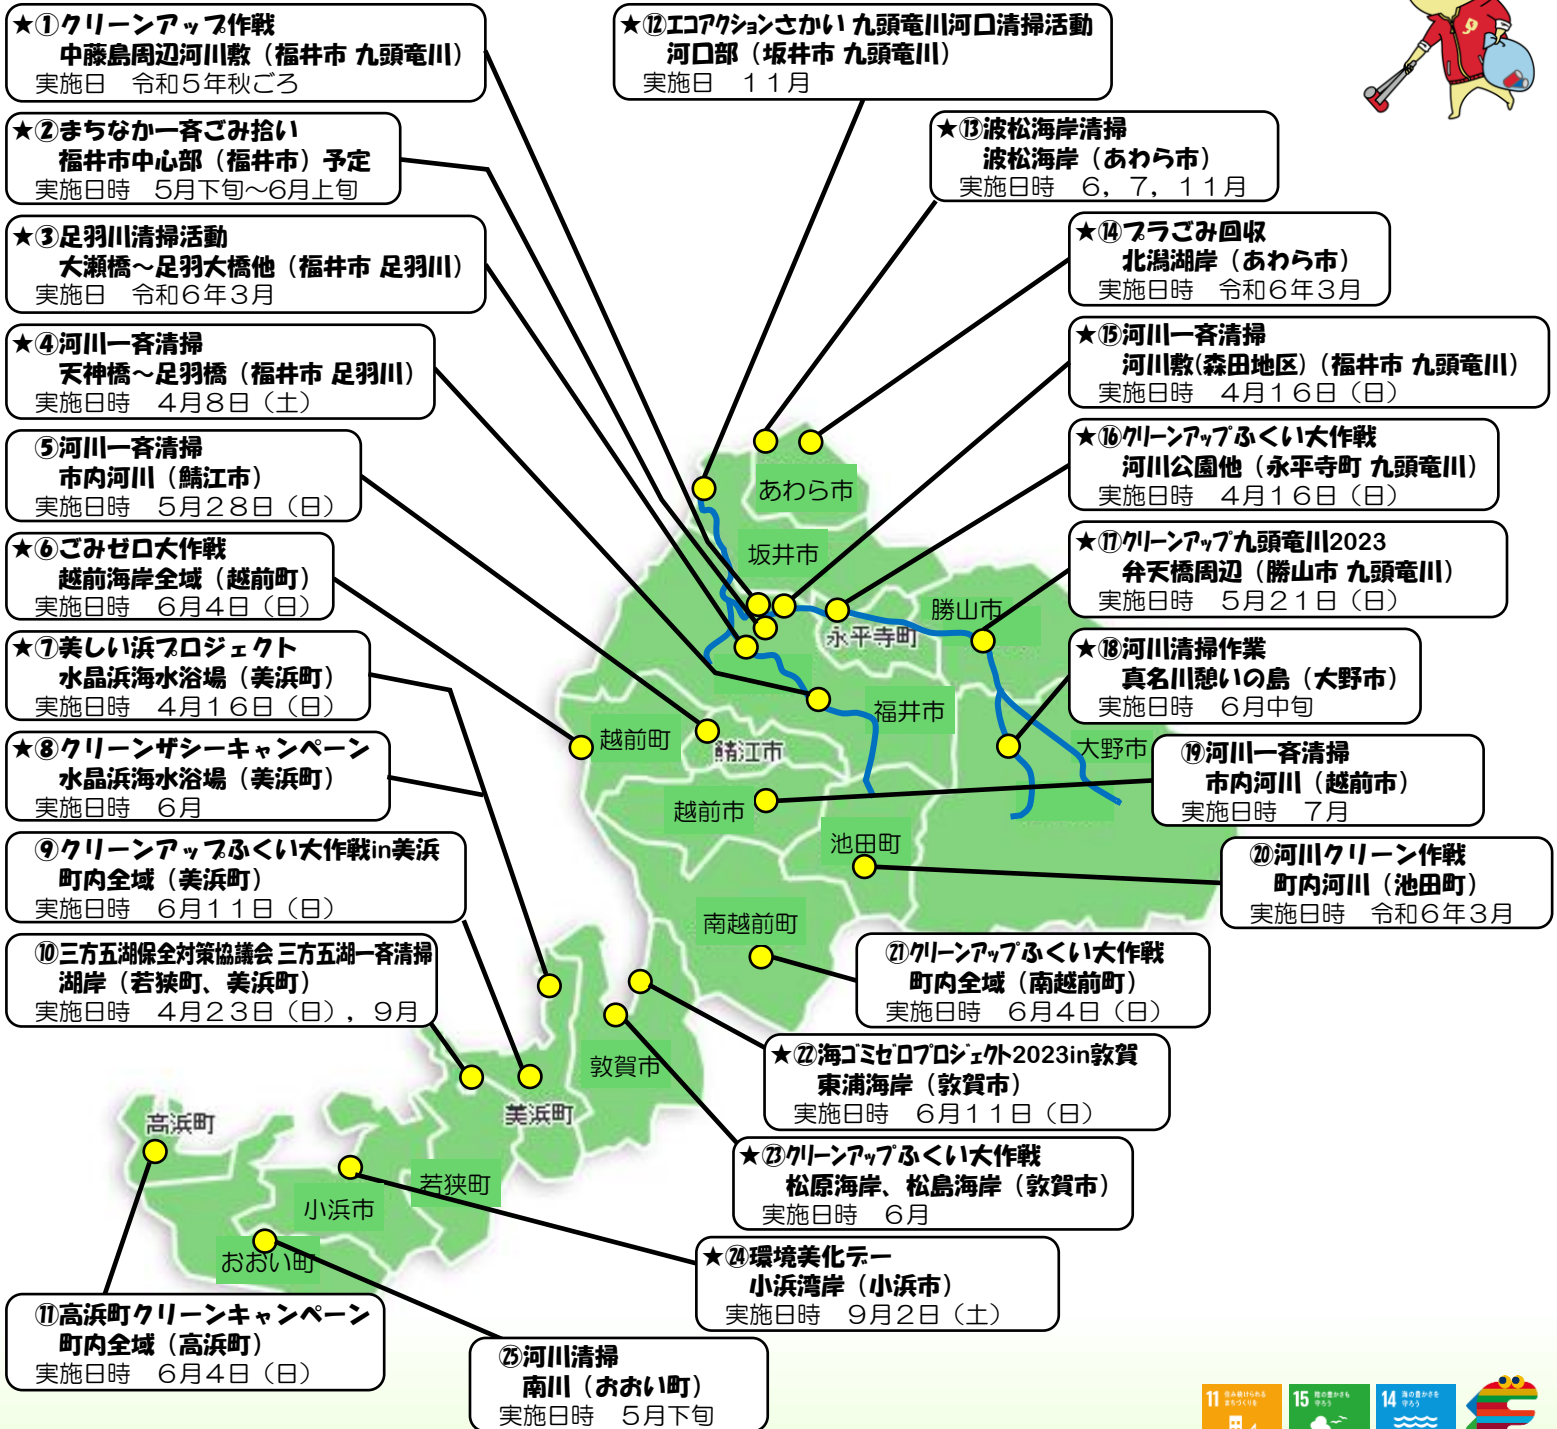 ★①クリーンアップ作戦
中藤島周辺河川敷（福井市 九頭竜川）
実施日　令和５年秋ごろ
★②まちなか一斉ごみ拾い
福井市中心部（福井市）予定
実施日時　5月下旬～6月上旬
★③足羽川清掃活動
大瀬橋～足羽大橋他（福井市 足羽川）
実施日　令和６年３月
★④河川一斉清掃
天神橋～足羽橋（福井市 足羽川）
実施日時　４月８日（土）
⑤河川一斉清掃
市内河川（鯖江市）
実施日時　５月２８日（日）
★⑥ごみゼロ大作戦
越前海岸全域（越前町）
実施日時　６月４日（日）
★⑦美しい浜プロジェクト
水晶浜海水浴場（美浜町）
実施日時　４月１６日（日）
★⑧クリーンザシーキャンペーン
水晶浜海水浴場（美浜町）
実施日時　６月
⑨クリーンアップふくい大作戦in美浜
町内全域（美浜町）
実施日時　６月１１日（日）
⑩三方五湖保全対策協議会 三方五湖一斉清掃
湖岸（若狭町、美浜町）
実施日時　４月２３日（日），９月
⑪高浜町クリーンキャンペーン
町内全域（高浜町）
実施日時　６月４日（日）
★⑫エコアクションさかい 九頭竜川河口清掃活動
河口部（坂井市 九頭竜川）
実施日　１１月
★⑬波松海岸清掃
波松海岸（あわら市）
実施日時　６，７，１１月
★⑭プラごみ回収
北潟湖岸（あわら市）
実施日時　令和６年３月
★⑮河川一斉清掃
河川敷(森田地区)（福井市 九頭竜川）
実施日時　４月１６日（日）
★⑯クリーンアップふくい大作戦
河川公園他（永平寺町 九頭竜川）
実施日時　４月１６日（日）
★⑰クリーンアップ九頭竜川2023
弁天橋周辺（勝山市 九頭竜川）
実施日時　５月２１日（日）
★⑱河川清掃作業
真名川憩いの島（大野市）
実施日時　６月中旬
⑲河川一斉清掃
市内河川（越前市）
実施日時　７月
⑳河川クリーン作戦
町内河川（池田町）
実施日時　令和６年３月
㉑クリーンアップふくい大作戦
町内全域（南越前町）
実施日時　６月４日（日）
★㉒海ゴミゼロプロジェクト2023in敦賀
東浦海岸（敦賀市）
実施日時　６月１１日（日）
★㉓クリーンアップふくい大作戦
松原海岸、松島海岸（敦賀市）
実施日時　６月
★㉔環境美化デー
小浜湾岸（小浜市）
実施日時　９月２日（土）
㉕河川清掃
南川（おおい町）
実施日時　５月下旬
あわら市
坂井市
勝山市
永平寺町
福井市
大野市
越前町
鯖江市
越前市
池田町
南越前町
敦賀市
美浜町
若狭町
小浜市
おおい町
高浜町
11 住み続けられる
まちづくりを
15 陸の豊かさも
守ろう
14 海の豊かさを
守ろう